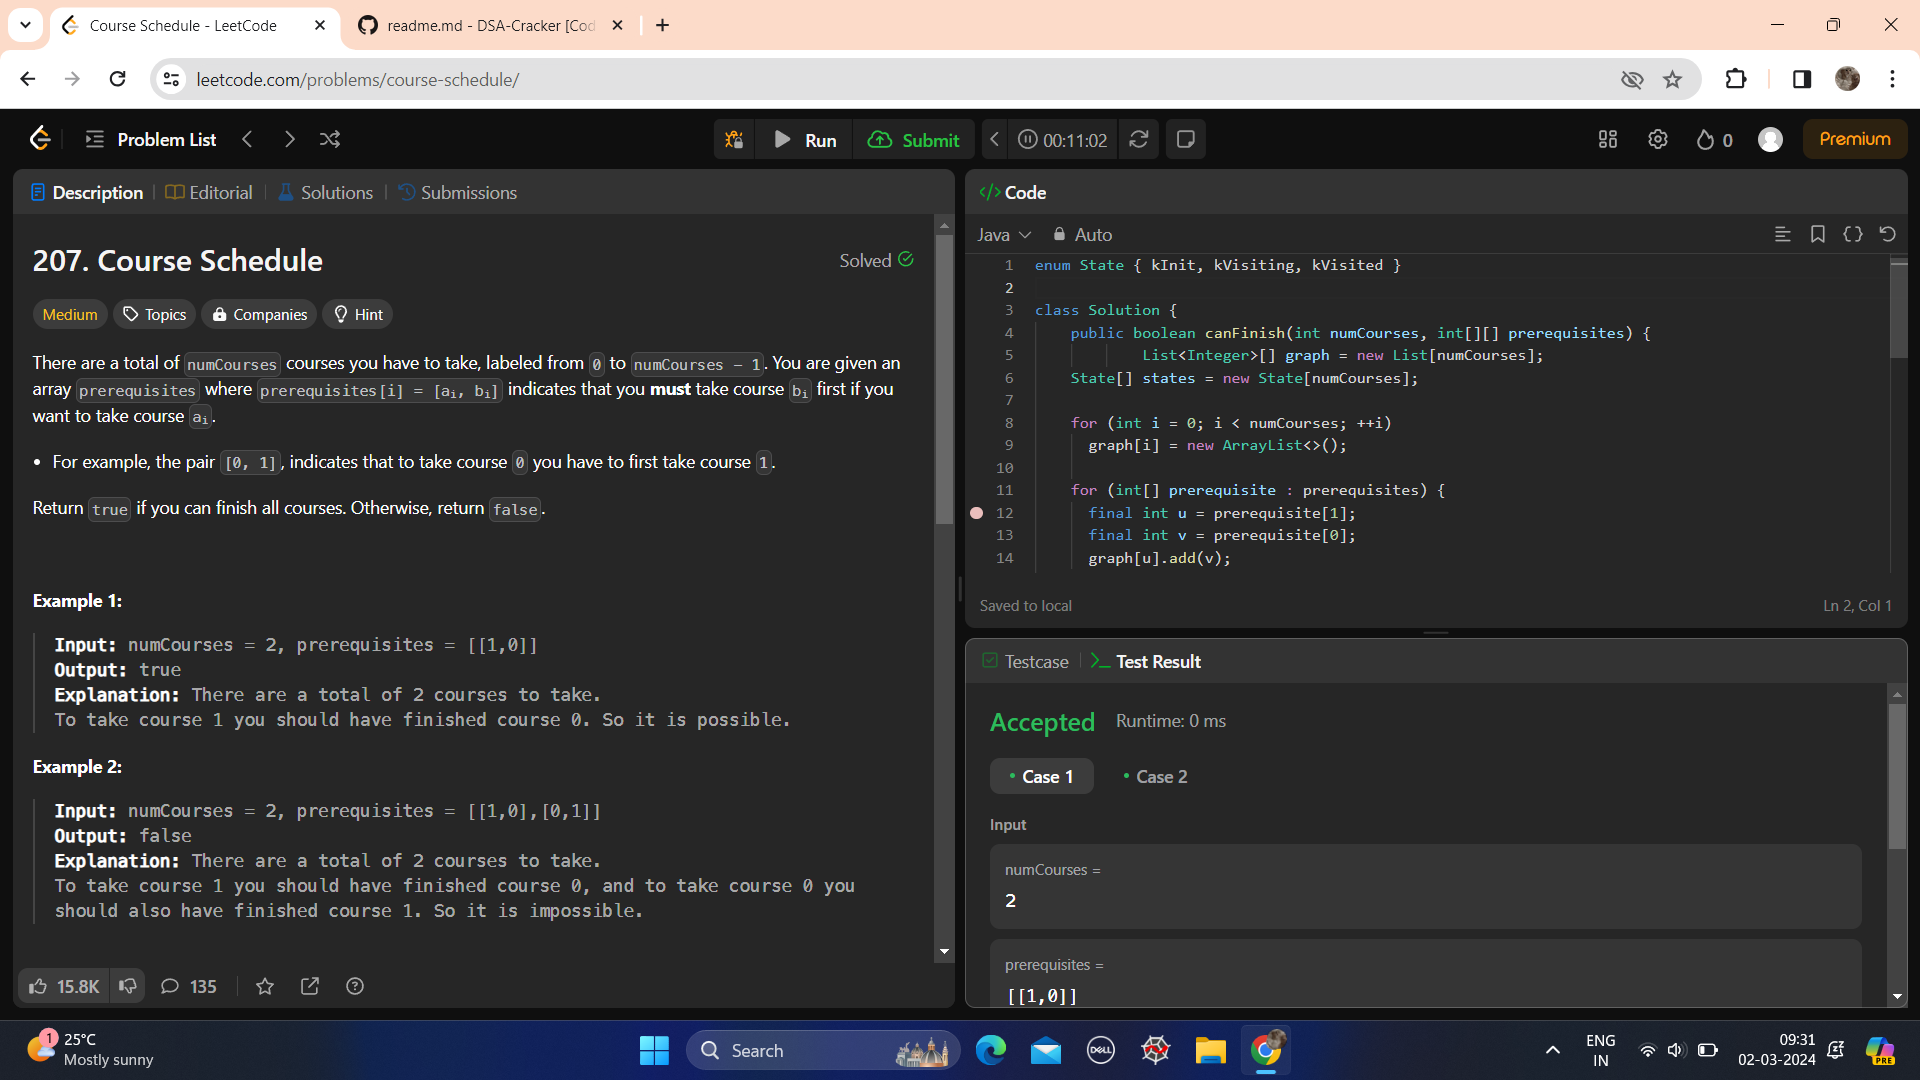 Course Schedule - LeetCode
readme.md - DSA-Cracker [Cod
leetcode.com/problems/course-schedule/
Problem List
Run
Submit
00:11:02
0
Premium
Description
Editorial
Solutions
Submissions
207. Course Schedule
Solved
Medium
Topics
Companies
Hint
There are a total of numCourses courses you have to take, labeled from 0 to numCourses - 1. You are given an
array prerequisites where prerequisites[i] = [ai, bi] indicates that you must take course bi first if you
want to take course ai.
• For example, the pair [0, 1], indicates that to take course 0 you have to first take course 1.
Return true if you can finish all courses. Otherwise, return false.
Example 1:
Input: numCourses = 2, prerequisites = [[1,0]]
Output: true
Explanation: There are a total of 2 courses to take.
To take course 1 you should have finished course 0. So it is possible.
Example 2:
Input: numCourses = 2, prerequisites = [[1,0],[0,1]]
Output: false
Explanation: There are a total of 2 courses to take.
To take course 1 you should have finished course 0, and to take course 0 you
should also have finished course 1. So it is impossible.
15.8K
135
</> Code
Java
Auto
1 enum State { kInit, kVisiting, kVisited }
2
3 class Solution {
4 public boolean canFinish(int numCourses, int[][] prerequisites) {
5 List<Integer>[] graph = new List[numCourses];
6 State[] states = new State[numCourses];
7
8 for (int i = 0; i < numCourses; ++i)
9 graph[i] = new ArrayList<>();
10
11 for (int[] prerequisite : prerequisites) {
12 final int u = prerequisite[1];
13 final int v = prerequisite[0];
14 graph[u].add(v);
Saved to local
Ln 2, Col 1
Testcase
Test Result
Accepted
Runtime: 0 ms
• Case 1
• Case 2
Input
numCourses =
2
prerequisites =
[[1,0]]
1
25°C
Mostly sunny
Search
DELL
ENG
IN
09:31
02-03-2024
PRE